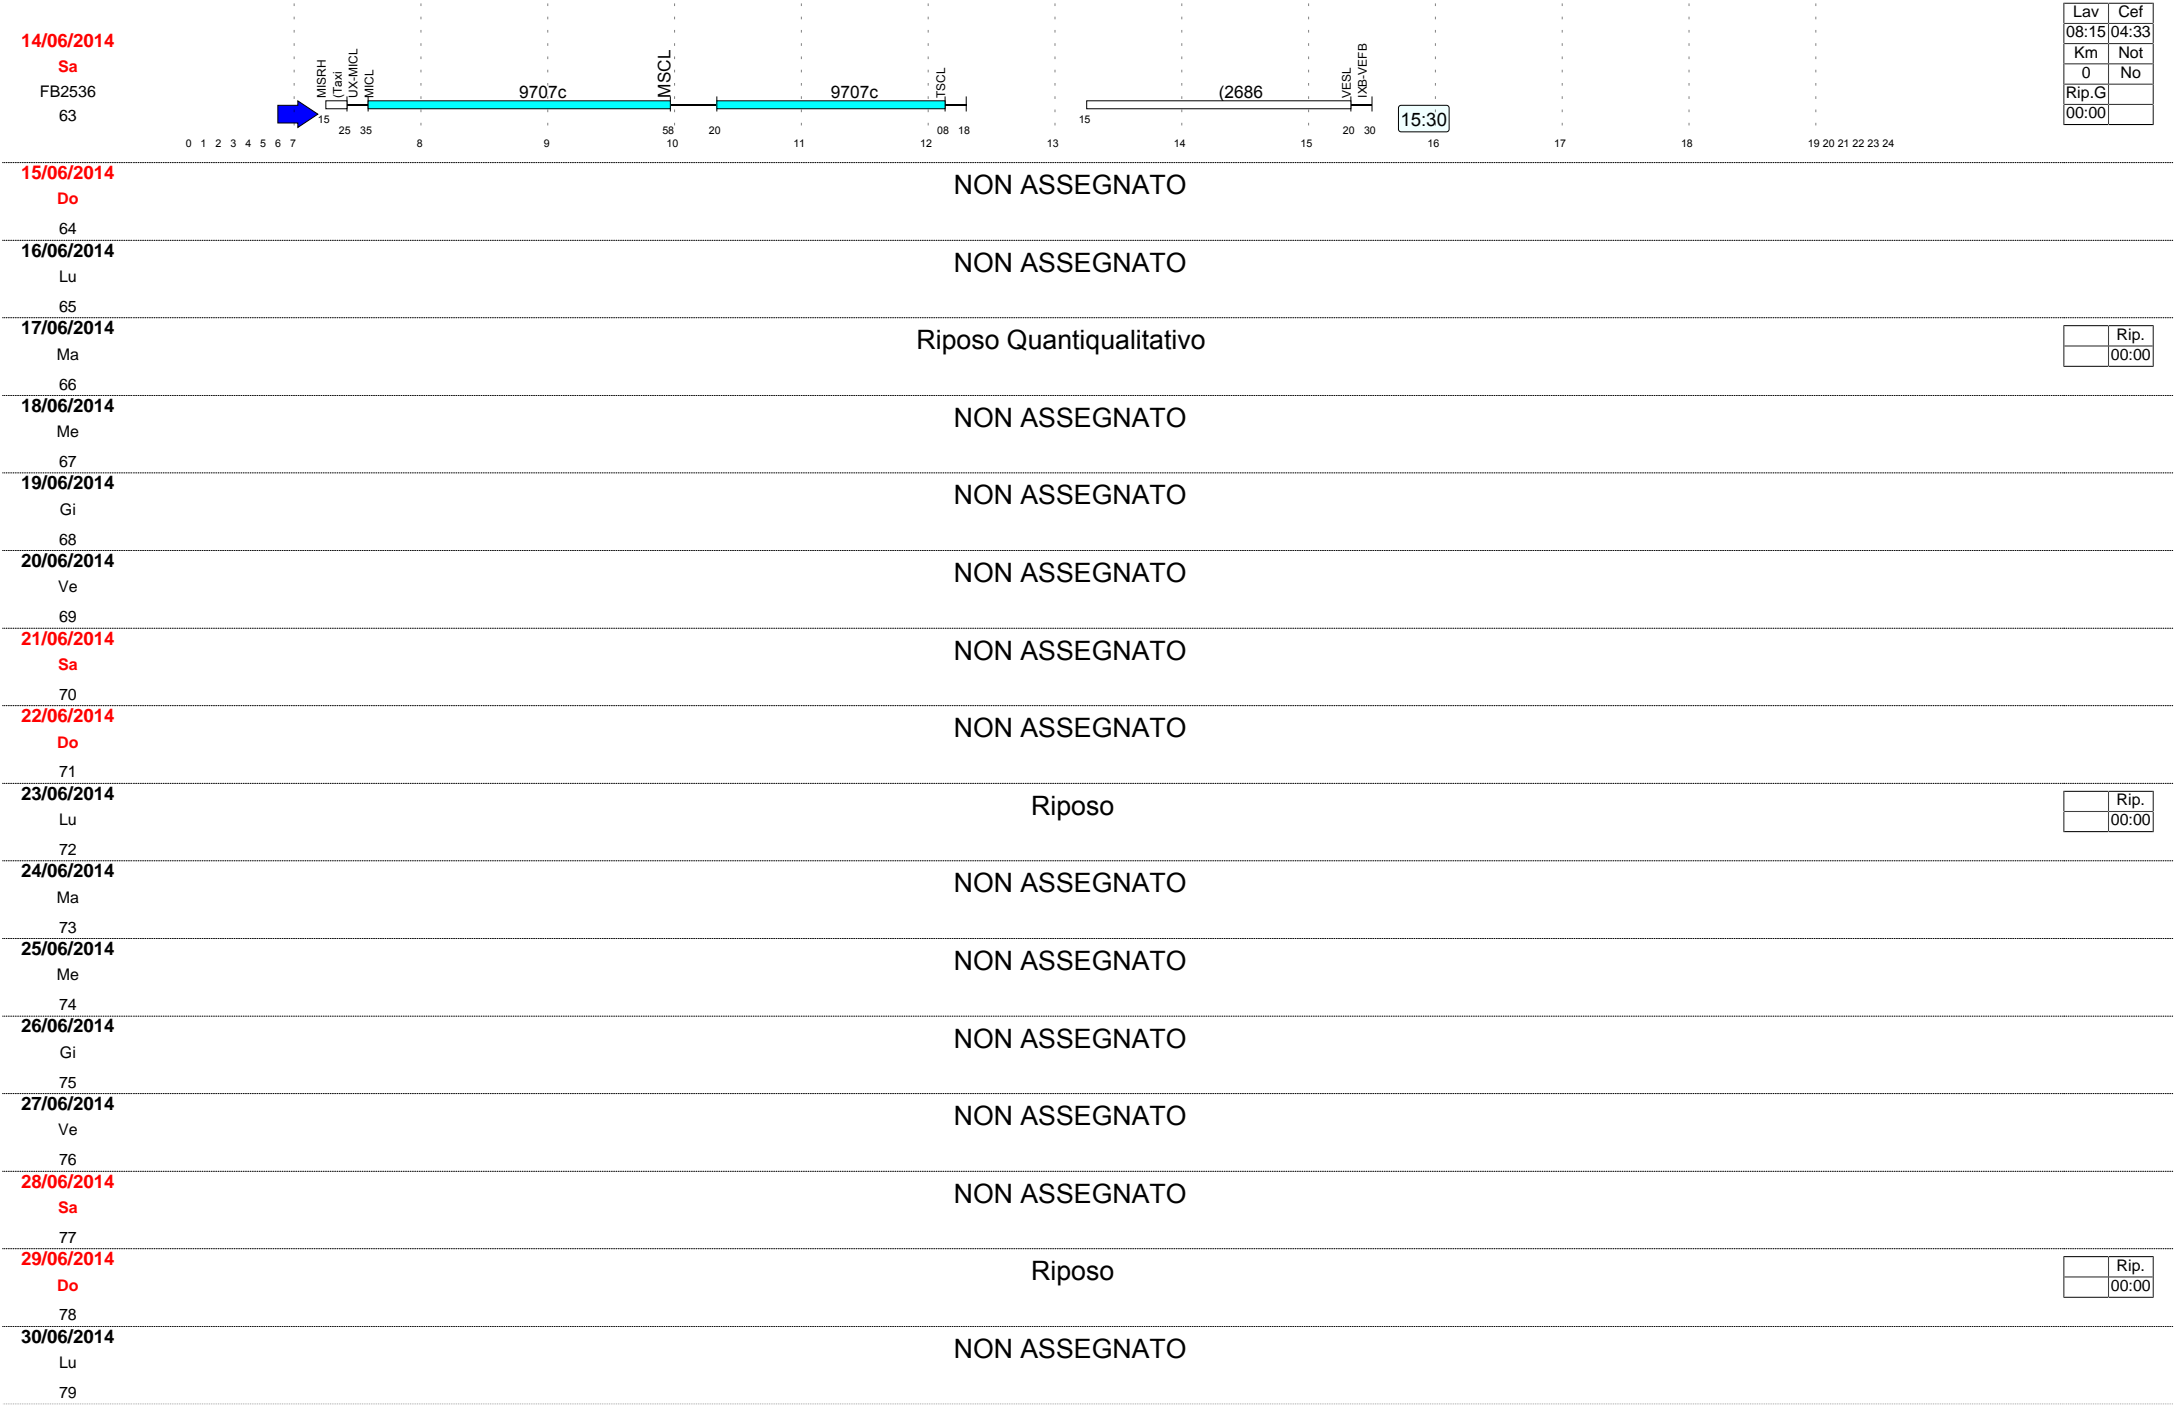 Lav Cef
14/06/2014
08:15 04:33
Sa
Km Not
FB2536
0 No
63
Rip.G
00:00
MISRH (Taxi UX-MICL MICL 9707c MSCL 9707c TSCL (2686 VESL IXB-VEFB
15 25 35 58 20 08 18 15 20 30 15:30
0 1 2 3 4 5 6 7 8 9 10 11 12 13 14 15 16 17 18 19 20 21 22 23 24
15/06/2014
NON ASSEGNATO
Do
64
16/06/2014
NON ASSEGNATO
Lu
65
17/06/2014
Riposo Quantiqualitativo
Rip.
Ma
00:00
66
18/06/2014
NON ASSEGNATO
Me
67
19/06/2014
NON ASSEGNATO
Gi
68
20/06/2014
NON ASSEGNATO
Ve
69
21/06/2014
NON ASSEGNATO
Sa
70
22/06/2014
NON ASSEGNATO
Do
71
23/06/2014
Riposo
Rip.
Lu
00:00
72
24/06/2014
NON ASSEGNATO
Ma
73
25/06/2014
NON ASSEGNATO
Me
74
26/06/2014
NON ASSEGNATO
Gi
75
27/06/2014
NON ASSEGNATO
Ve
76
28/06/2014
NON ASSEGNATO
Sa
77
29/06/2014
Riposo
Rip.
Do
00:00
78
30/06/2014
NON ASSEGNATO
Lu
79